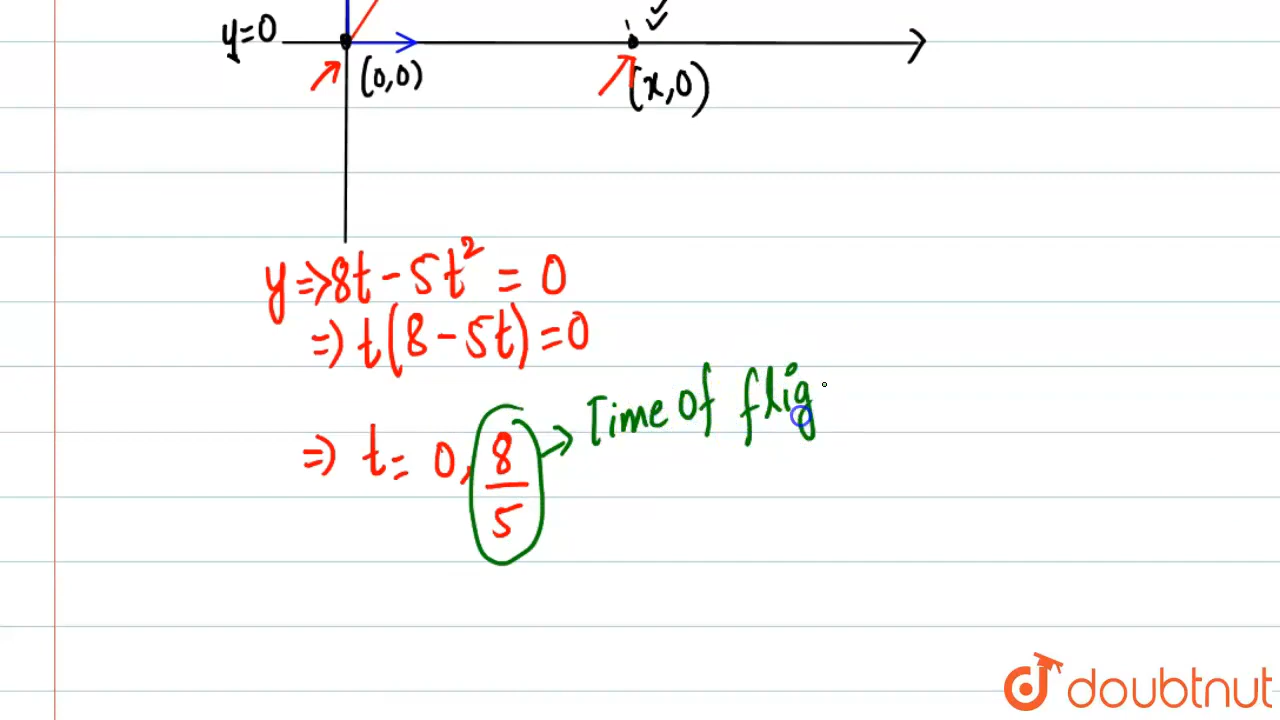 y=0
(0,0)
(x,0)
y⇒8t-5t²=0
⇒t(8-5t)=0
⇒t=0,8/5→Time of flig
doubtnut